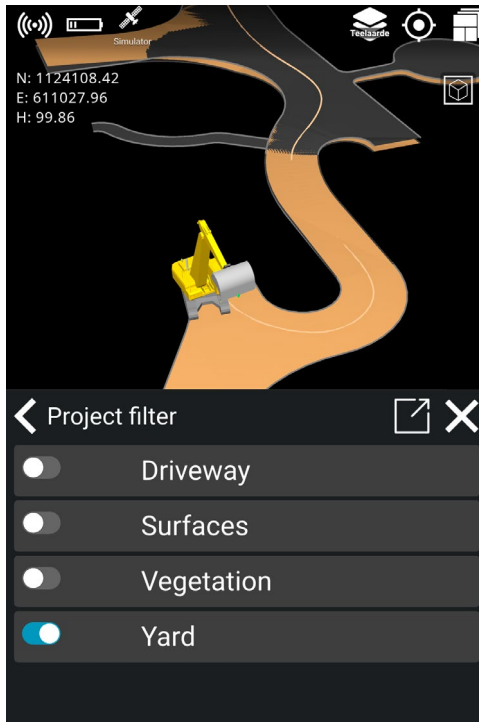 Simulator
Teelaarde
N: 1124108.42
E: 611027.96
H: 99.86
Project filter
Driveway
Surfaces
Vegetation
Yard